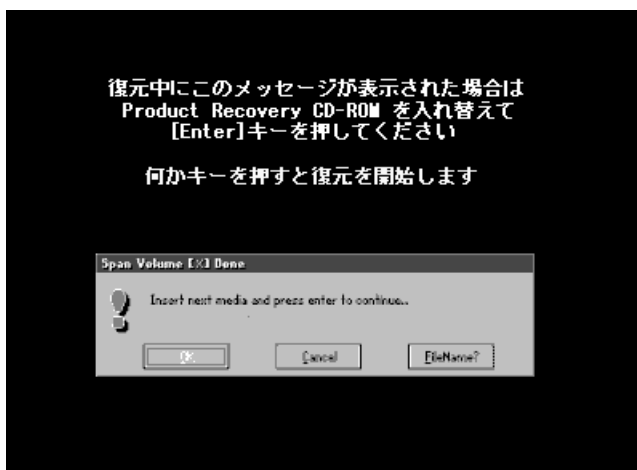 復元中にこのメッセージが表示された場合は
Product Recovery CD-ROM を入れ替えて
[Enter]キーを押してください
何かキーを押すと復元を開始します
Span Volume [X] Done
Insert next media and press enter to continue..
OK
Cancel
FileName?